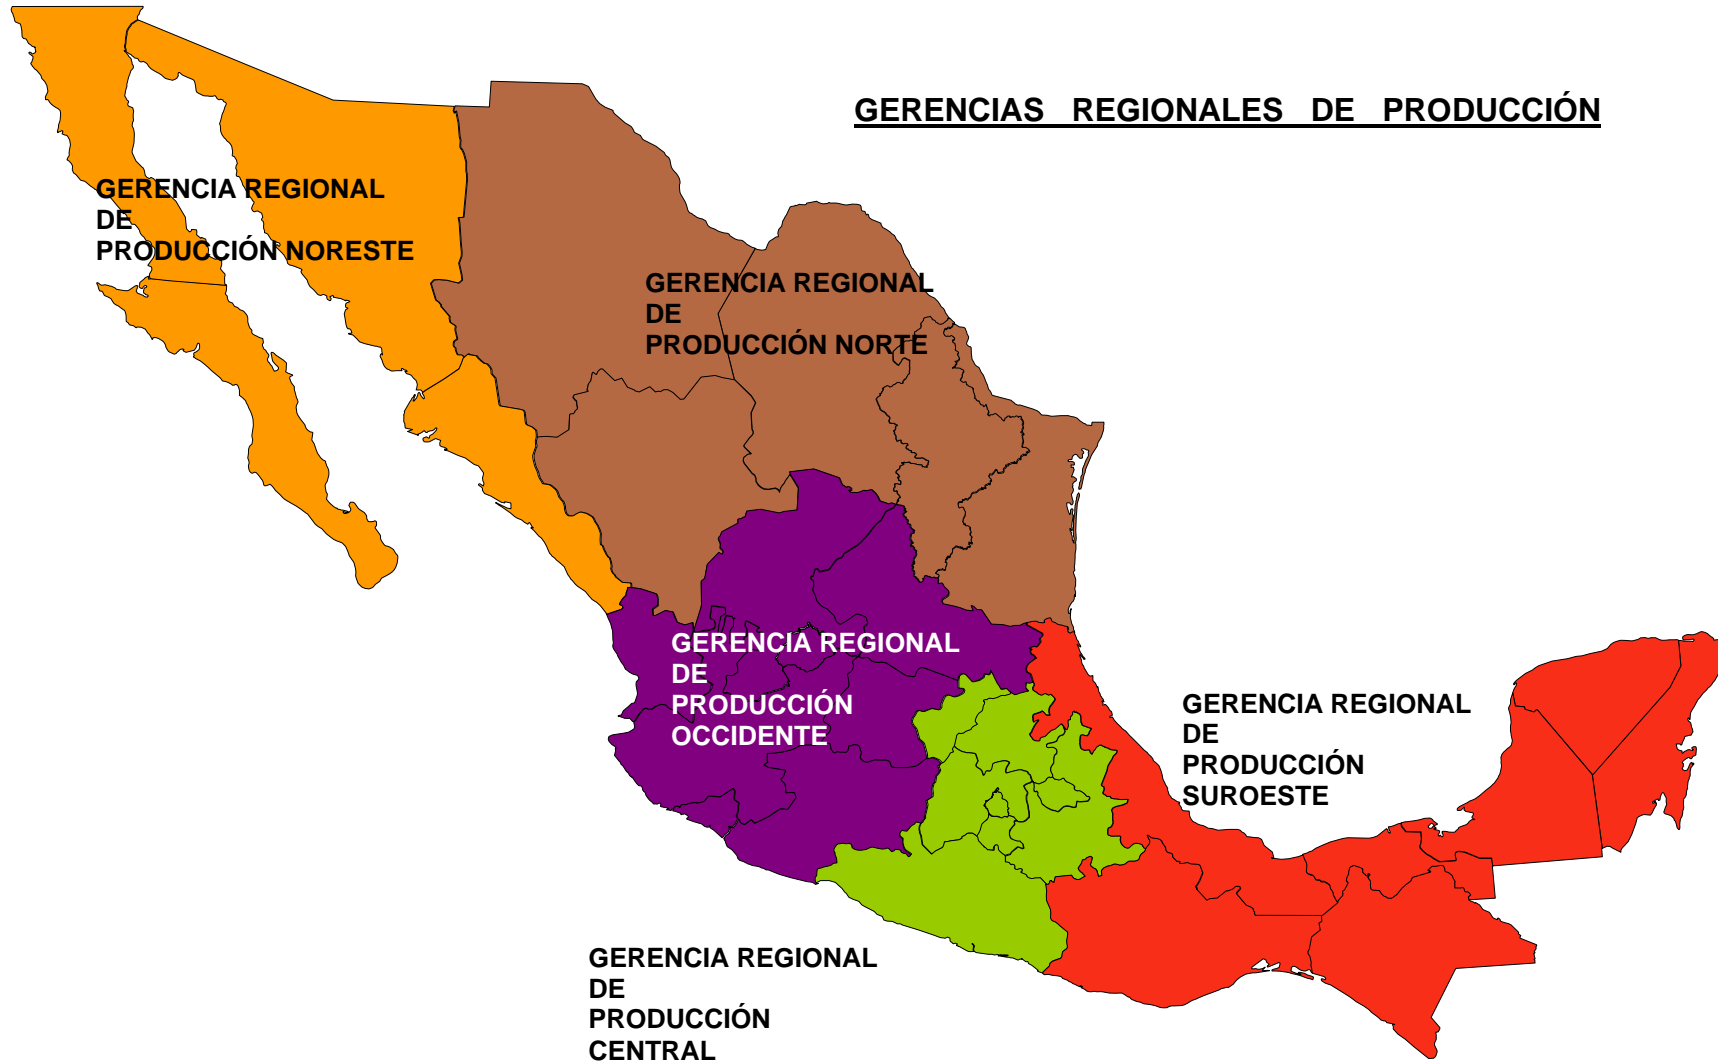 GERENCIAS REGIONALES DE PRODUCCIÓN
GERENCIA REGIONAL
DE
PRODUCCIÓN NORESTE
GERENCIA REGIONAL
DE
PRODUCCIÓN NORTE
GERENCIA REGIONAL
DE
PRODUCCIÓN
OCCIDENTE
GERENCIA REGIONAL
DE
PRODUCCIÓN
SUROESTE
GERENCIA REGIONAL
DE
PRODUCCIÓN
CENTRAL